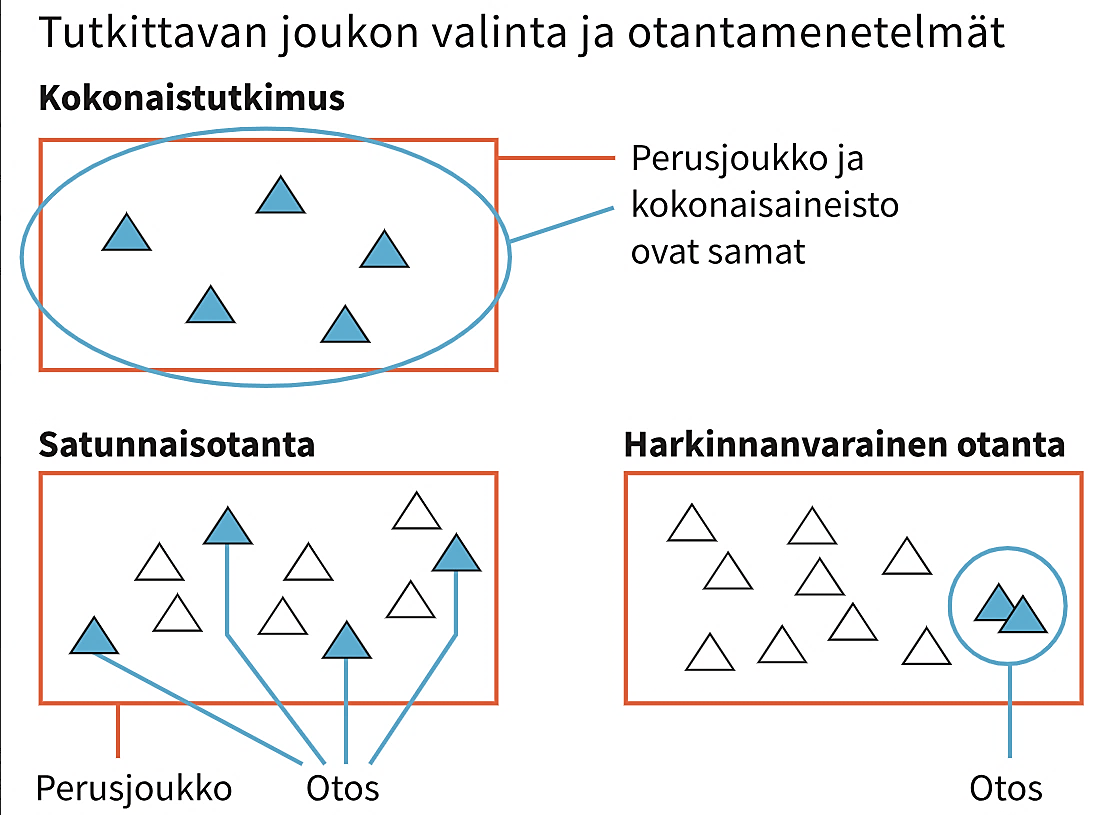 Tutkittavan joukon valinta ja otantamenetelmät
Kokonaistutkimus
Perusjoukko ja
kokonaisaineisto
ovat samat
Satunnaisotanta
Perusjoukko
Otos
Harkinnanvarainen otanta
Otos